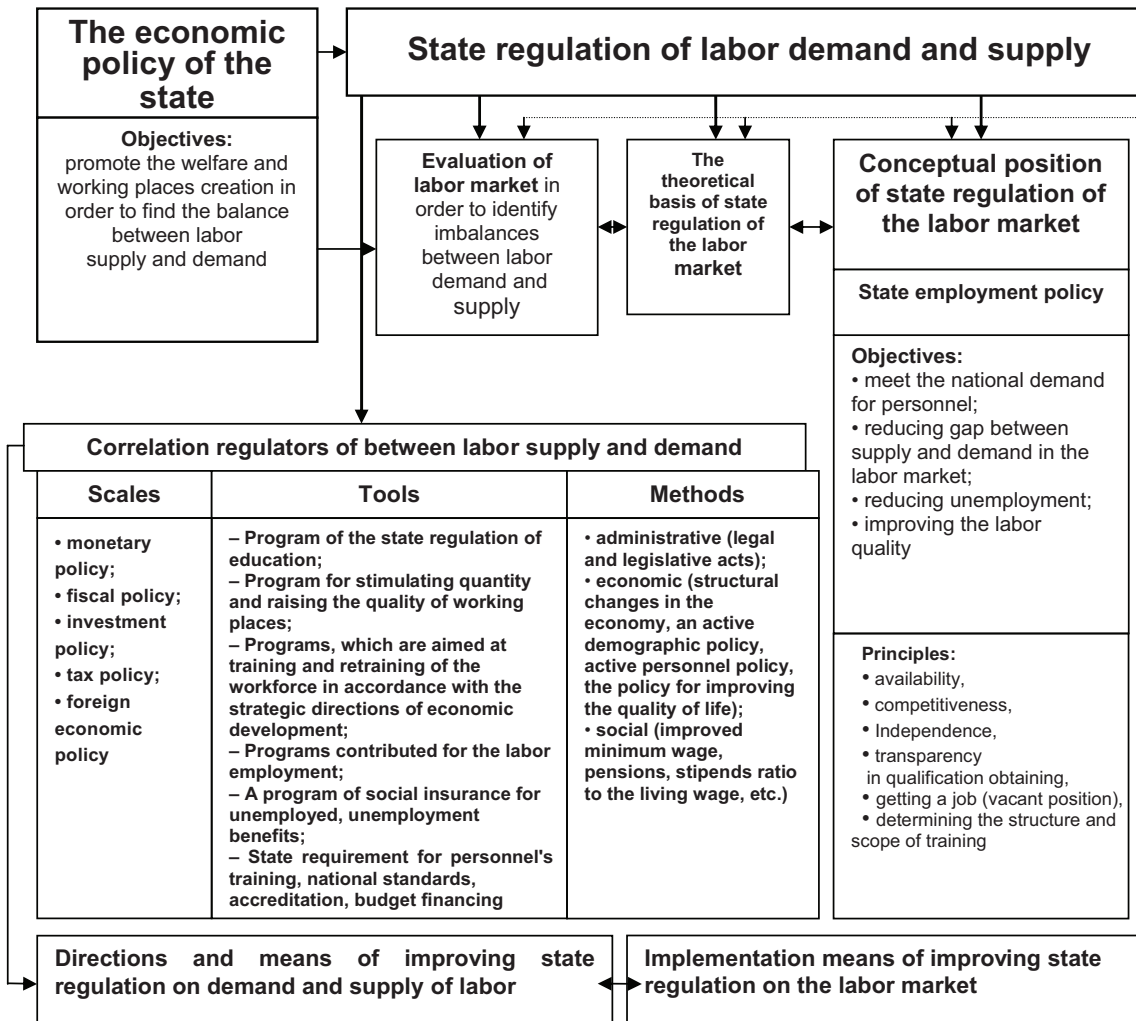 The economic
policy of the
state
Objectives:
promote the welfare and
working places creation in
order to find the balance
between labor
supply and demand
State regulation of labor demand and supply
Evaluation of
labor market in
order to identify
imbalances
between labor
demand and
supply
The
theoretical
basis of state
regulation of
the labor
market
Conceptual position
of state regulation of
the labor market
State employment policy
Objectives:
• meet the national demand
for personnel;
• reducing gap between
supply and demand in the
labor market;
• reducing unemployment;
• improving the labor
quality
Principles:
• availability,
• competitiveness,
• Independence,
• transparency
in qualification obtaining,
• getting a job (vacant position),
• determining the structure and
scope of training
Correlation regulators of between labor supply and demand
Scales
• monetary
policy;
• fiscal policy;
• investment
policy;
• tax policy;
• foreign
economic
policy
Tools
– Program of the state regulation of
education;
– Program for stimulating quantity
and raising the quality of working
places;
– Programs, which are aimed at
training and retraining of the
workforce in accordance with the
strategic directions of economic
development;
– Programs contributed for the labor
employment;
– A program of social insurance for
unemployed, unemployment
benefits;
– State requirement for personnel's
training, national standards,
accreditation, budget financing
Methods
• administrative (legal
and legislative acts);
• economic (structural
changes in the
economy, an active
demographic policy,
active personnel policy,
the policy for improving
the quality of life);
• social (improved
minimum wage,
pensions, stipends ratio
to the living wage, etc.)
Directions and means of improving state
regulation on demand and supply of labor
Implementation means of improving state
regulation on the labor market